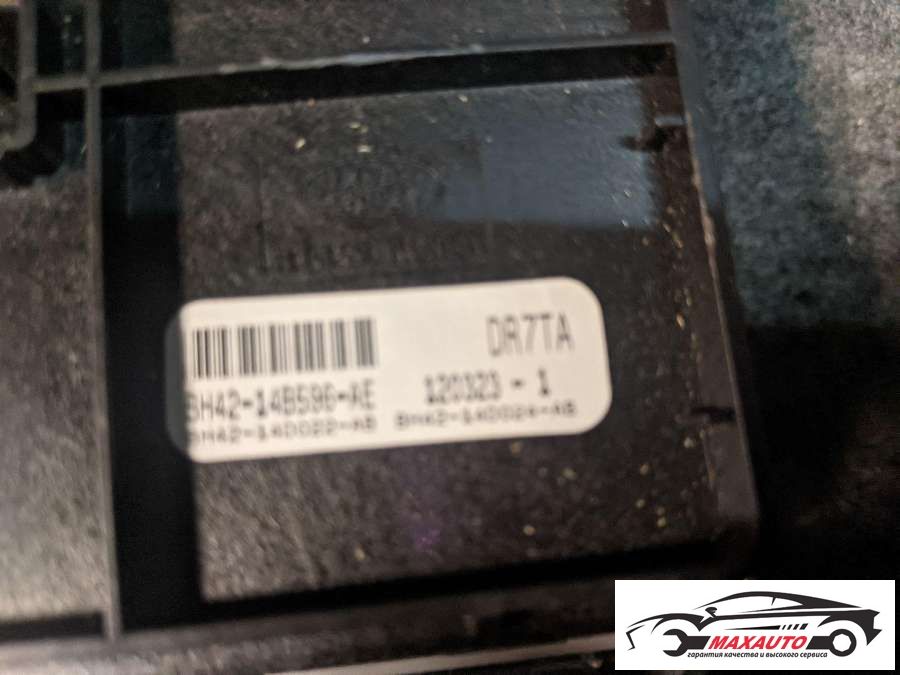 DR7TA
BH42-14B596-AE
120323 - 1
BH42-14D022-AB BH42-14D024-AB
MAXAUTO
гарантия качества и высокого сервиса